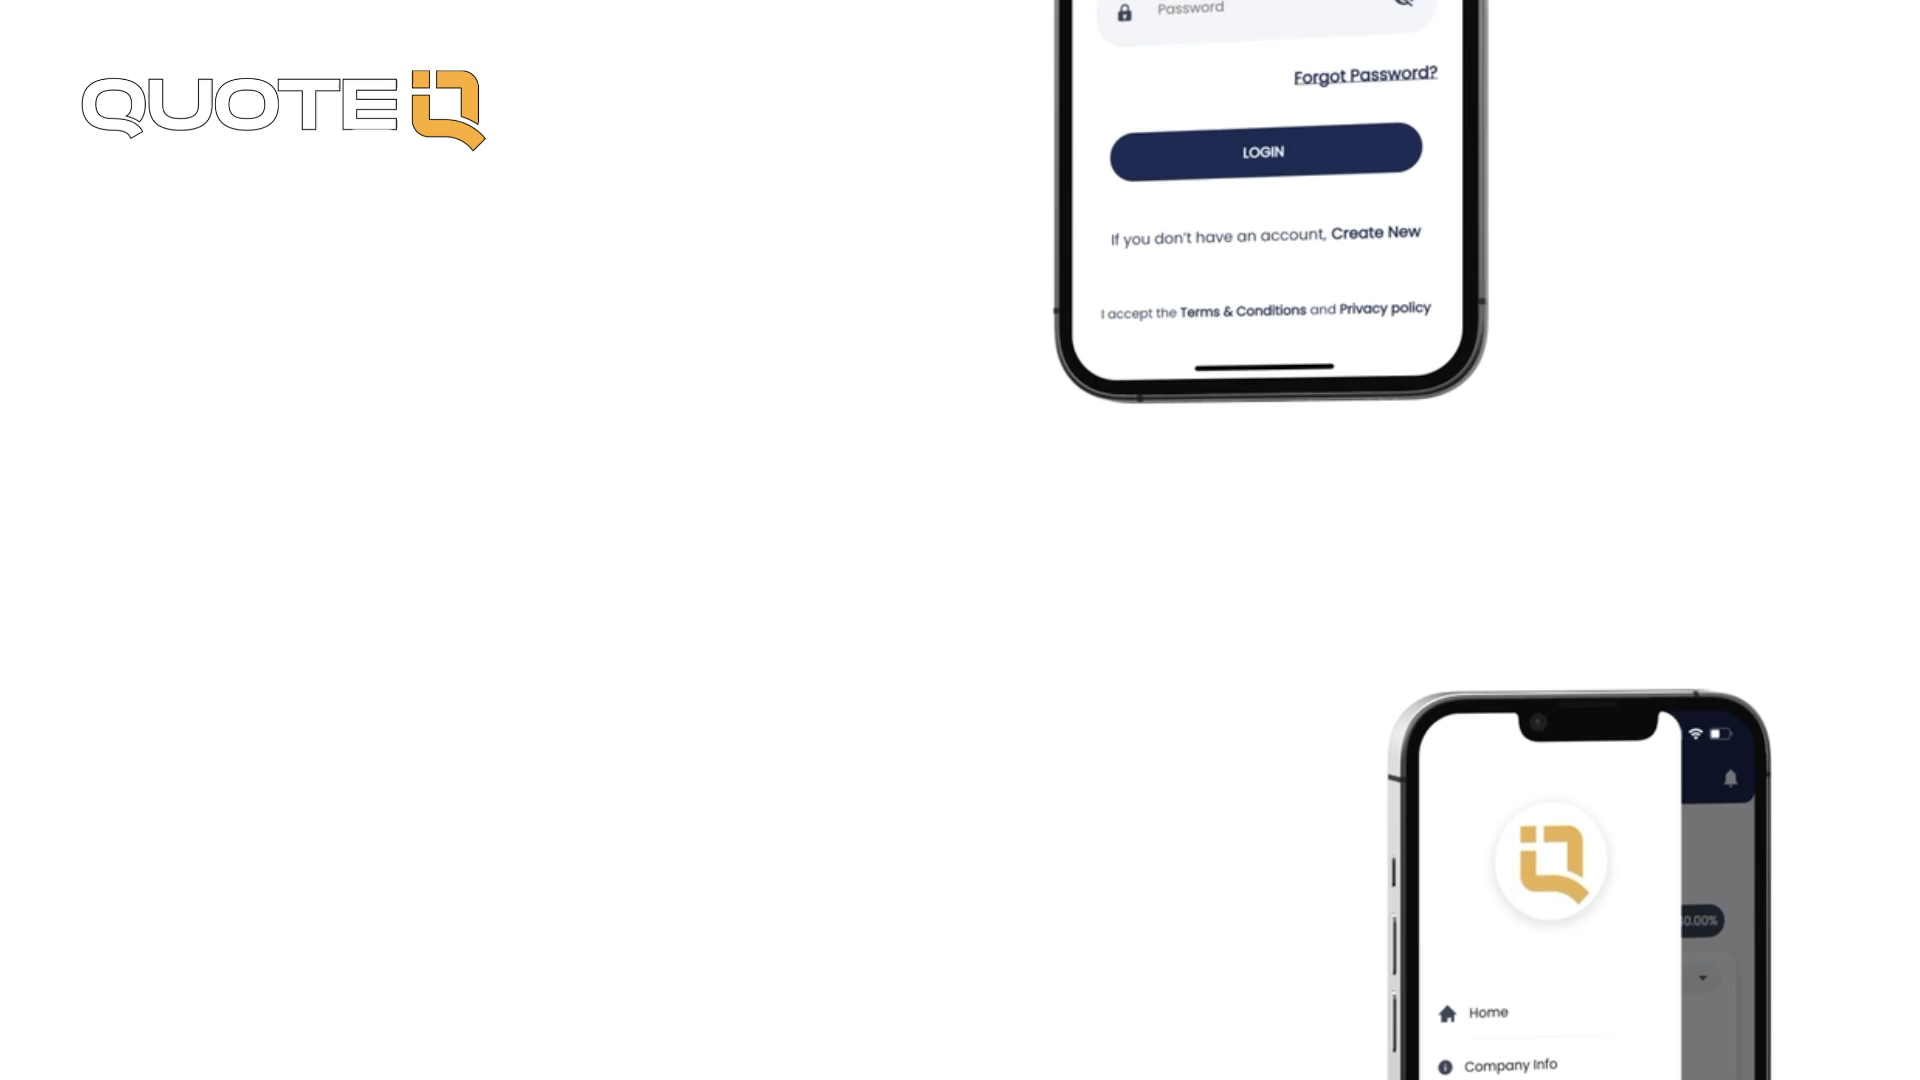 QUOTE IQ
Password
Forgot Password?
LOGIN
If you don't have an account, Create New
I accept the Terms & Conditions and Privacy policy
Home
Company Info